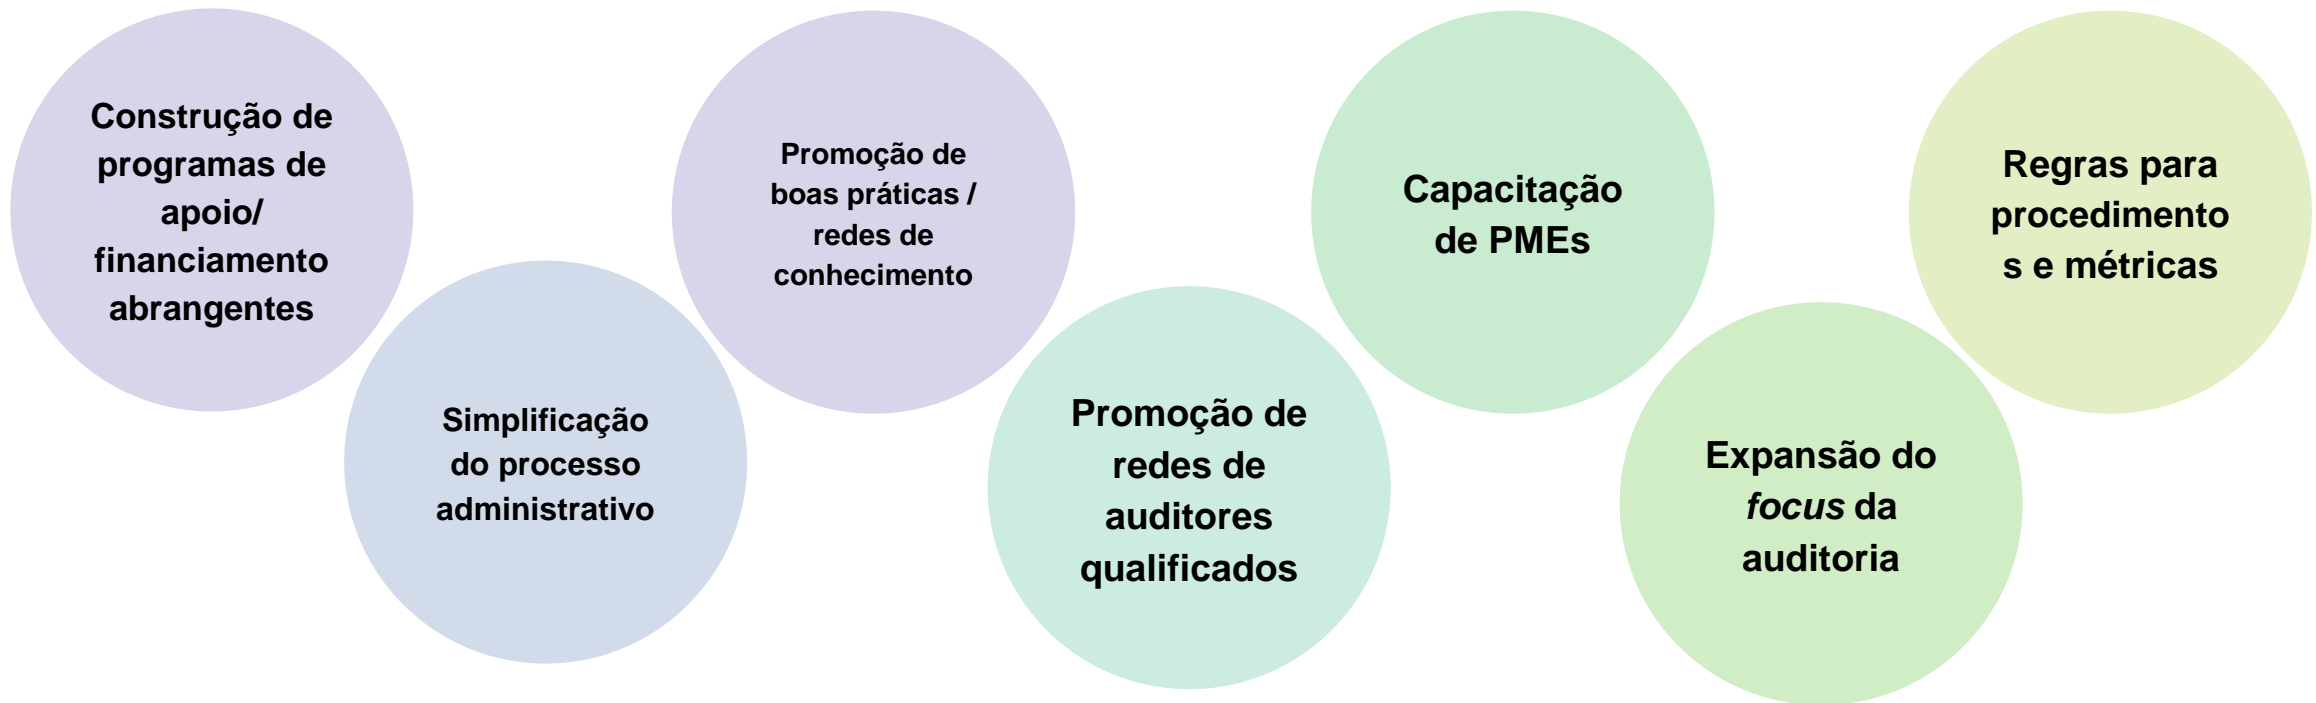 Construção de
programas de
apoio/
financiamento
abrangentes
Simplificação
do processo
administrativo
Promoção de
boas práticas /
redes de
conhecimento
Promoção de
redes de
auditores
qualificados
Capacitação
de PMEs
Expansão do
focus da
auditoria
Regras para
procedimento
s e métricas